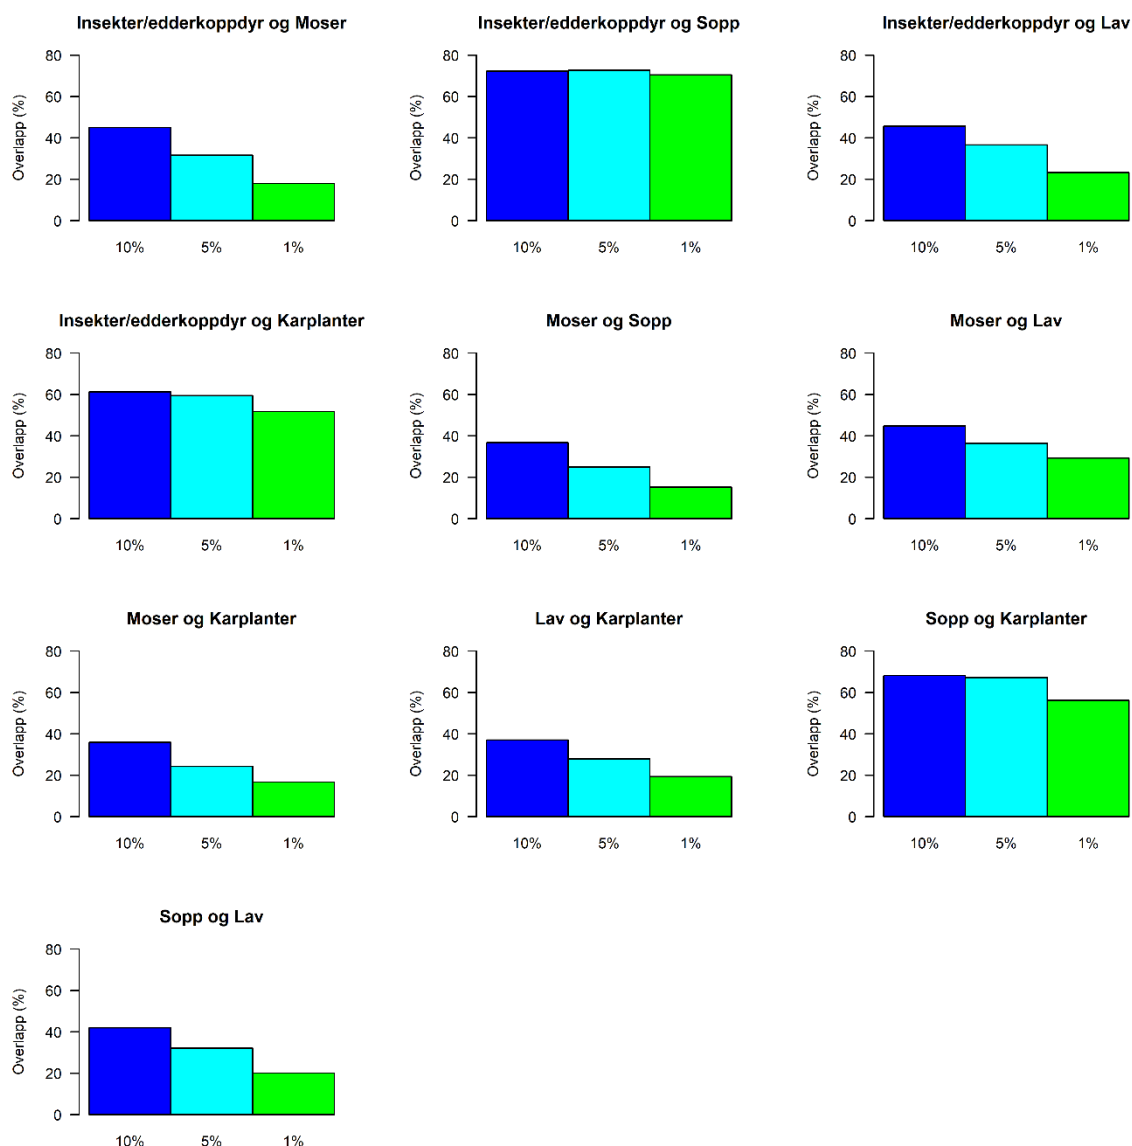 Insekter/edderkoppdyr og Moser
Overlapp (%)
80
60
40
20
0
10% 5% 1%
Insekter/edderkoppdyr og Sopp
Overlapp (%)
80
60
40
20
0
10% 5% 1%
Insekter/edderkoppdyr og Lav
Overlapp (%)
80
60
40
20
0
10% 5% 1%
Insekter/edderkoppdyr og Karplanter
Overlapp (%)
80
60
40
20
0
10% 5% 1%
Moser og Sopp
Overlapp (%)
80
60
40
20
0
10% 5% 1%
Moser og Lav
Overlapp (%)
80
60
40
20
0
10% 5% 1%
Moser og Karplanter
Overlapp (%)
80
60
40
20
0
10% 5% 1%
Lav og Karplanter
Overlapp (%)
80
60
40
20
0
10% 5% 1%
Sopp og Karplanter
Overlapp (%)
80
60
40
20
0
10% 5% 1%
Sopp og Lav
Overlapp (%)
80
60
40
20
0
10% 5% 1%